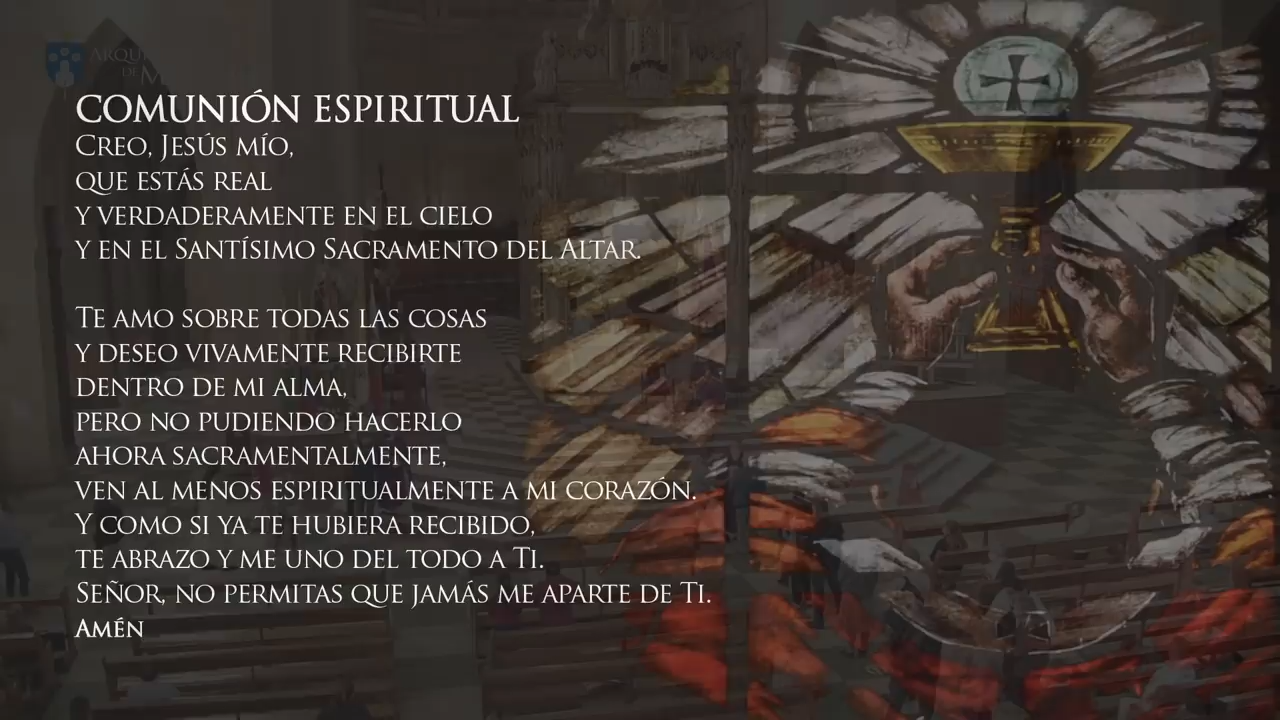 ARQU
DE M
COMUNIÓN ESPIRITUAL
CREO, JESÚS MÍO,
QUE ESTÁS REAL
Y VERDADERAMENTE EN EL CIELO
Y EN EL SANTÍSIMO SACRAMENTO DEL ALTAR.
TE AMO SOBRE TODAS LAS COSAS
Y DESEO VIVAMENTE RECIBIRTE
DENTRO DE MI ALMA,
PERO NO PUDIENDO HACERLO
AHORA SACRAMENTALMENTE,
VEN AL MENOS ESPIRITUALMENTE A MI CORAZÓN.
Y COMO SI YA TE HUBIERA RECIBIDO,
TE ABRAZO Y ME UNO DEL TODO A TI.
SEÑOR, NO PERMITAS QUE JAMÁS ME APARTE DE TI.
AMÉN